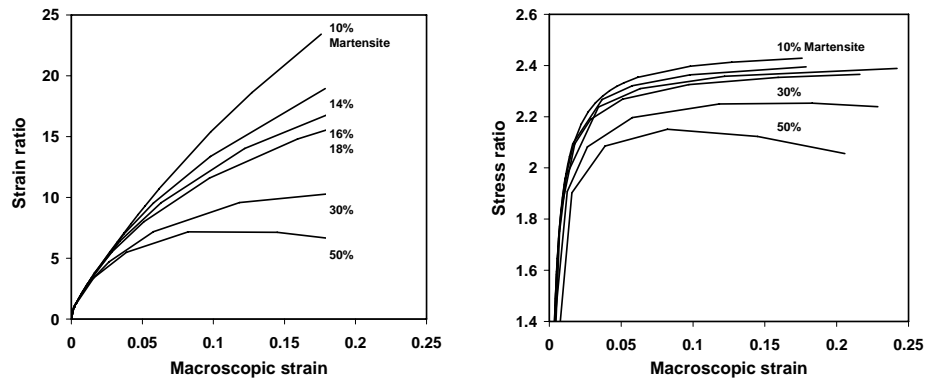 25
20
15
10
5
0
Strain ratio
10%
Martensite
14%
16%
18%
30%
50%
0 0.05 0.1 0.15 0.2 0.25
Macroscopic strain
2.6
2.4
2.2
2
1.8
1.6
1.4
Stress ratio
10% Martensite
30%
50%
0 0.05 0.1 0.15 0.2 0.25
Macroscopic strain